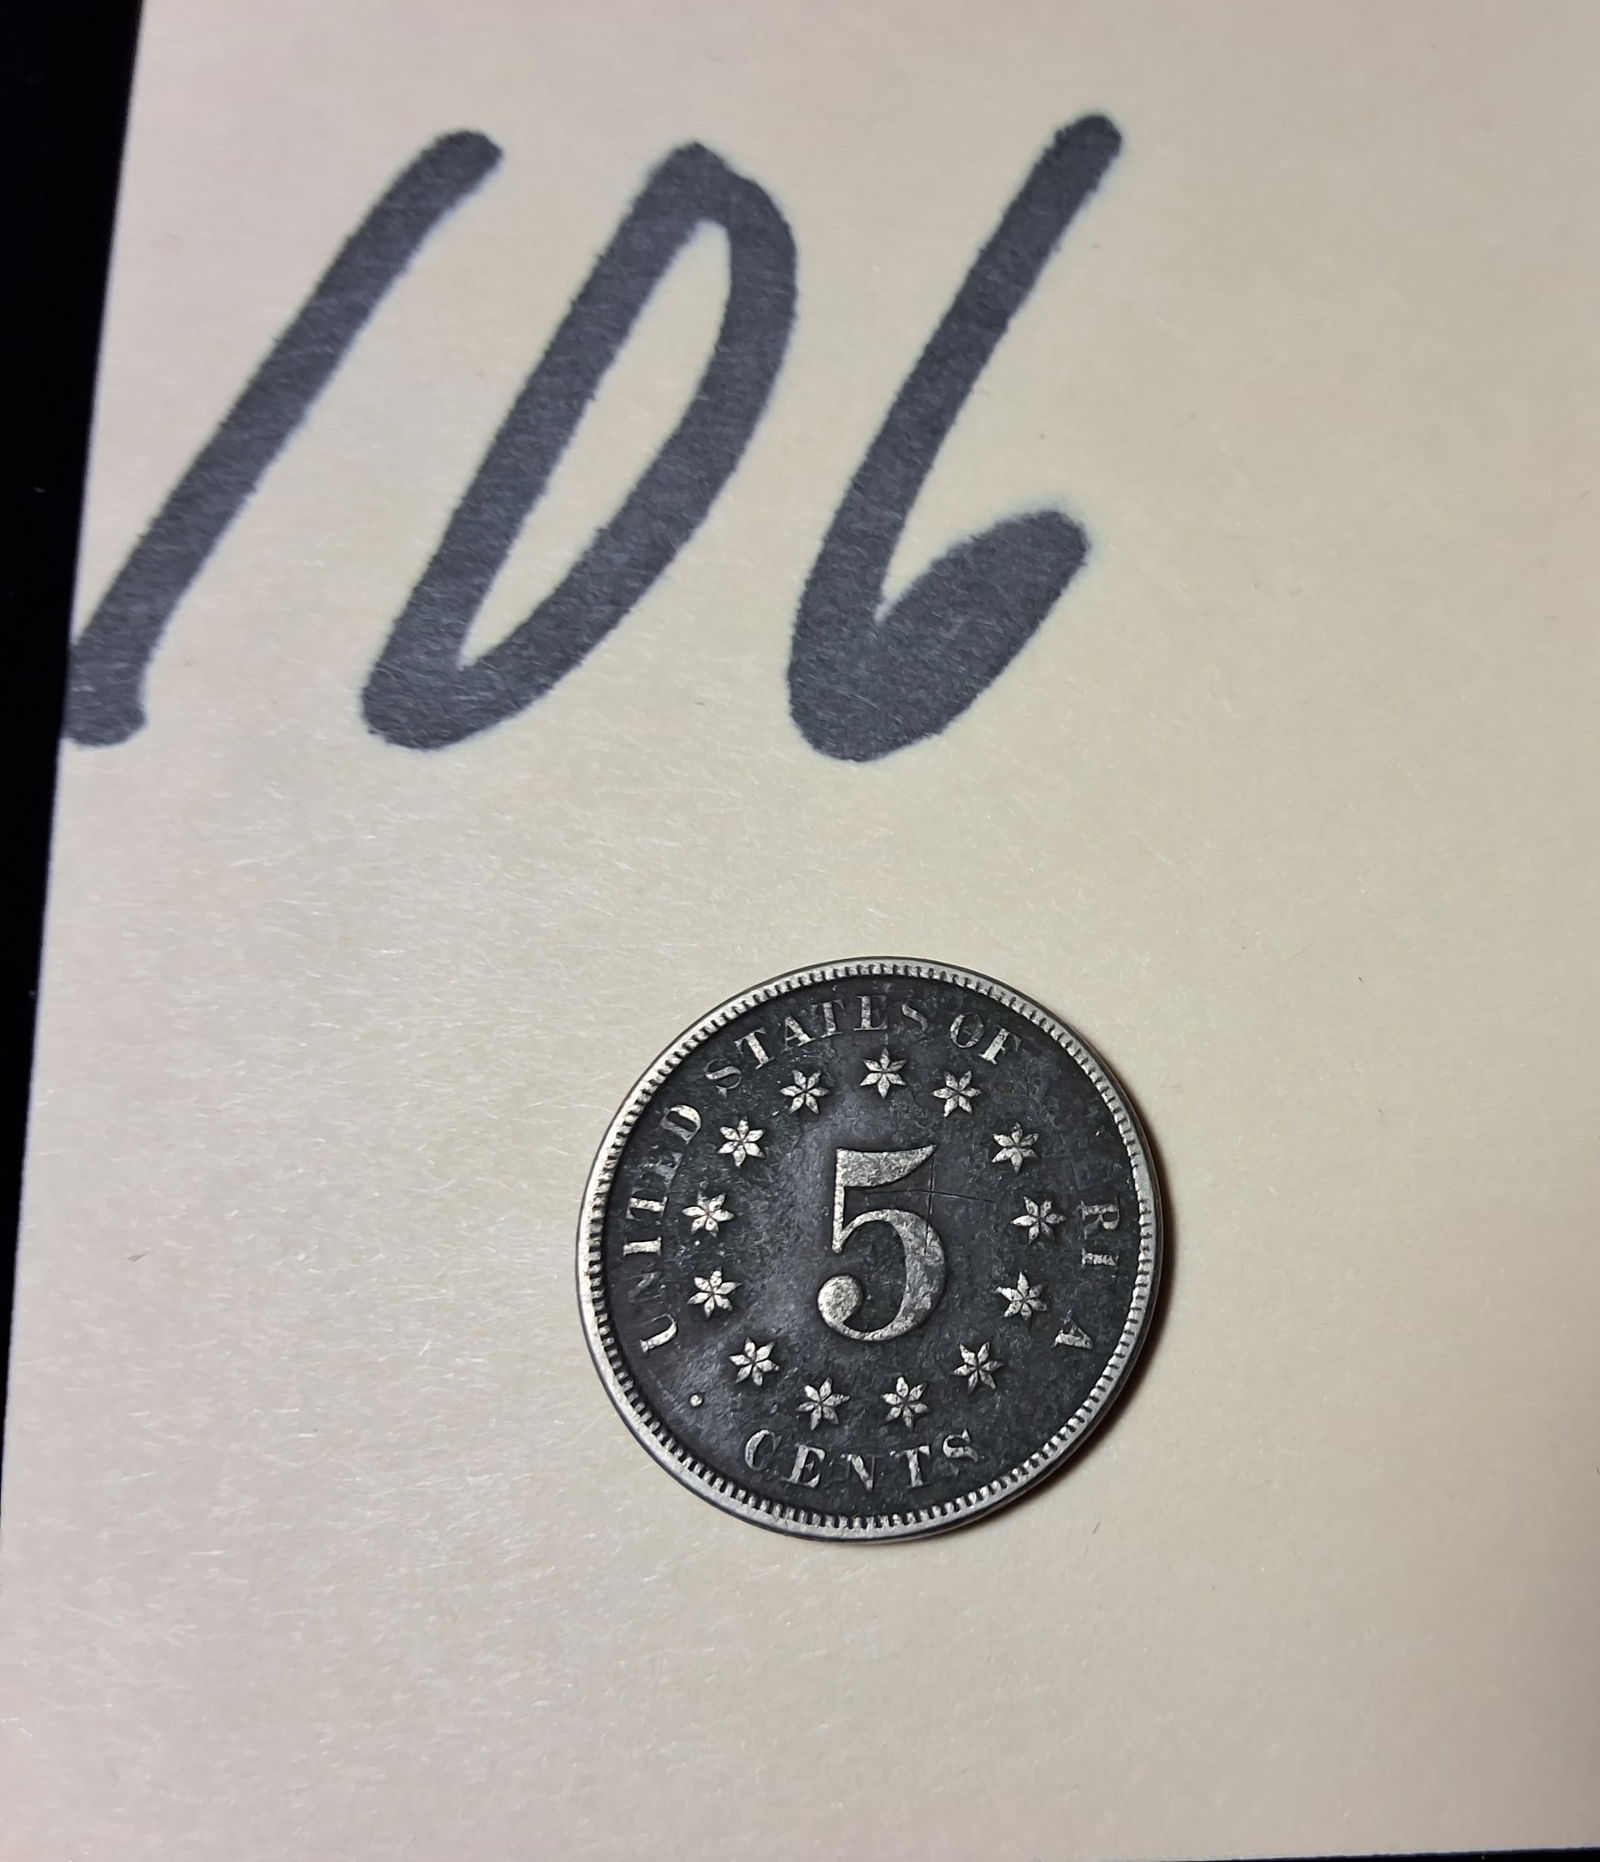 106
UNITED STATES OF
5
CENTS